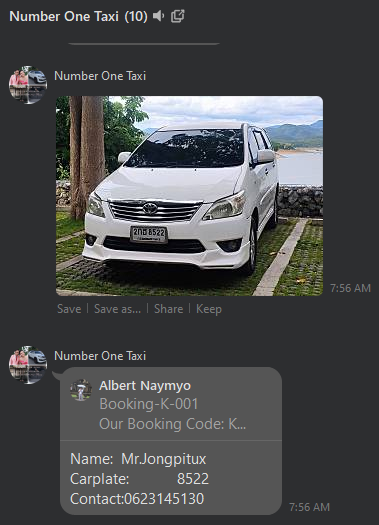 Number One Taxi (10)
Number One Taxi
8522
7:56 AM
Save | Save as... | Share | Keep
Number One Taxi
Albert Naymyo
Booking-K-001
Our Booking Code: K...
Name: Mr.Jongpitux
Carplate: 8522
Contact:0623145130
7:56 AM